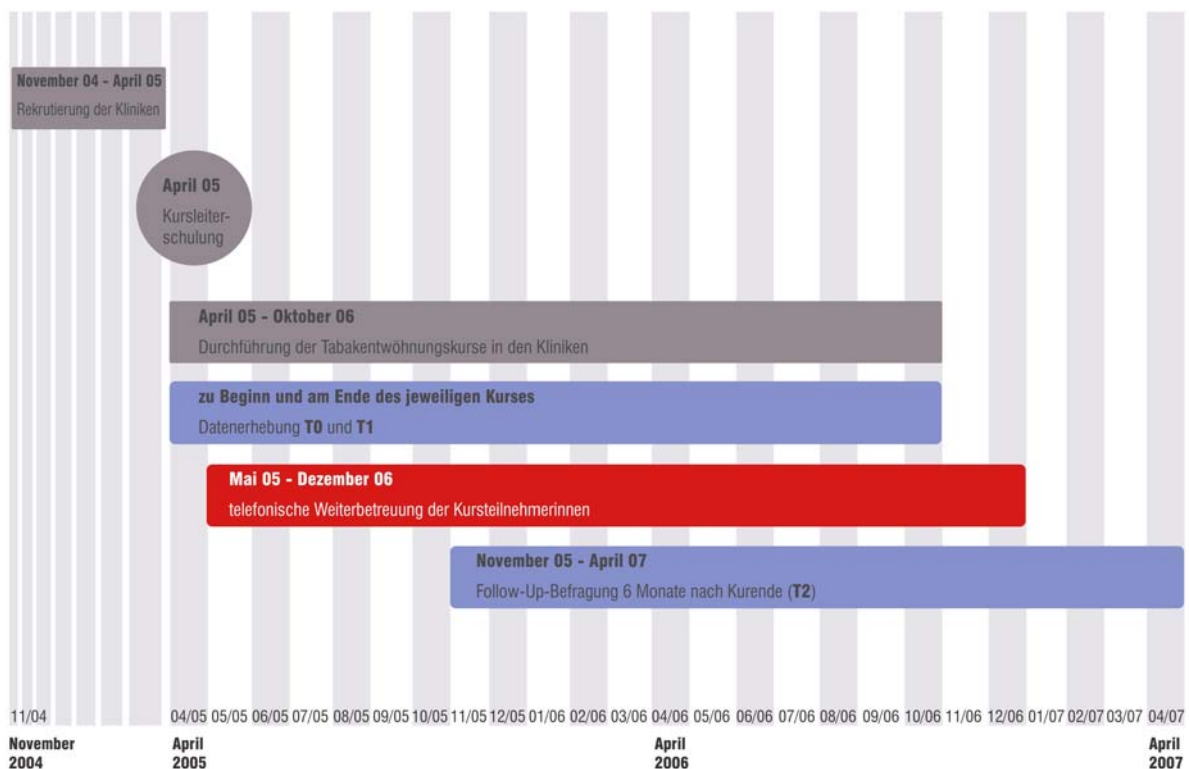 November 04 - April 05
Rekrutierung der Kliniken
April 05
Kursleiter-
schulung
April 05 - Oktober 06
Durchführung der Tabakentwöhnungskurse in den Kliniken
zu Beginn und am Ende des jeweiligen Kurses
Datenerhebung T0 und T1
Mai 05 - Dezember 06
telefonische Weiterbetreuung der Kursteilnehmerinnen
November 05 - April 07
Follow-Up-Befragung 6 Monate nach Kurende (T2)
11/04 04/05 05/05 06/05 07/05 08/05 09/05 10/05 11/05 12/05 01/06 02/06 03/06 04/06 05/06 06/06 07/06 08/06 09/06 10/06 11/06 12/06 01/07 02/07 03/07 04/07
November April April April
2004 2005 2006 2007